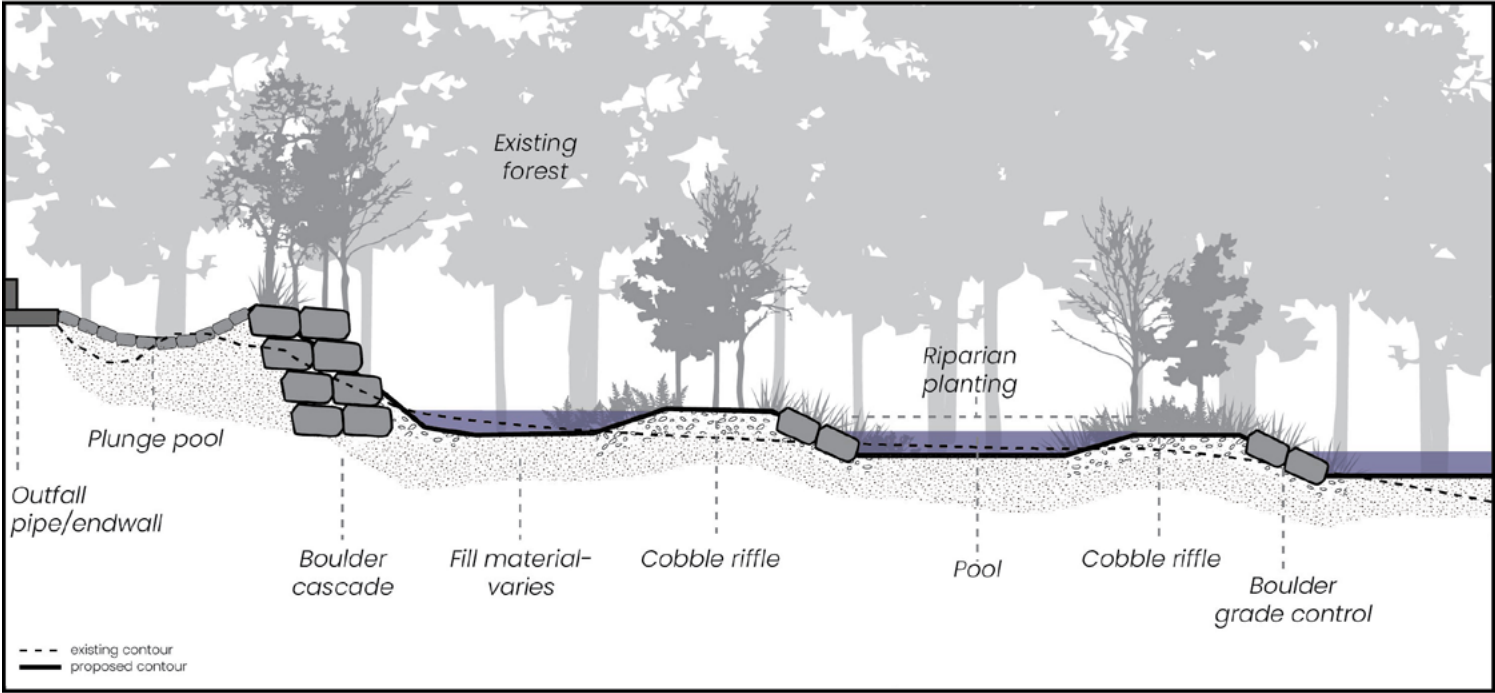 Existing
forest
Riparian
planting
Plunge pool
Outfall
pipe/endwall
Boulder
cascade
Fill material-
varies
Cobble riffle
Pool
Cobble riffle
Boulder
grade control
existing contour
proposed contour